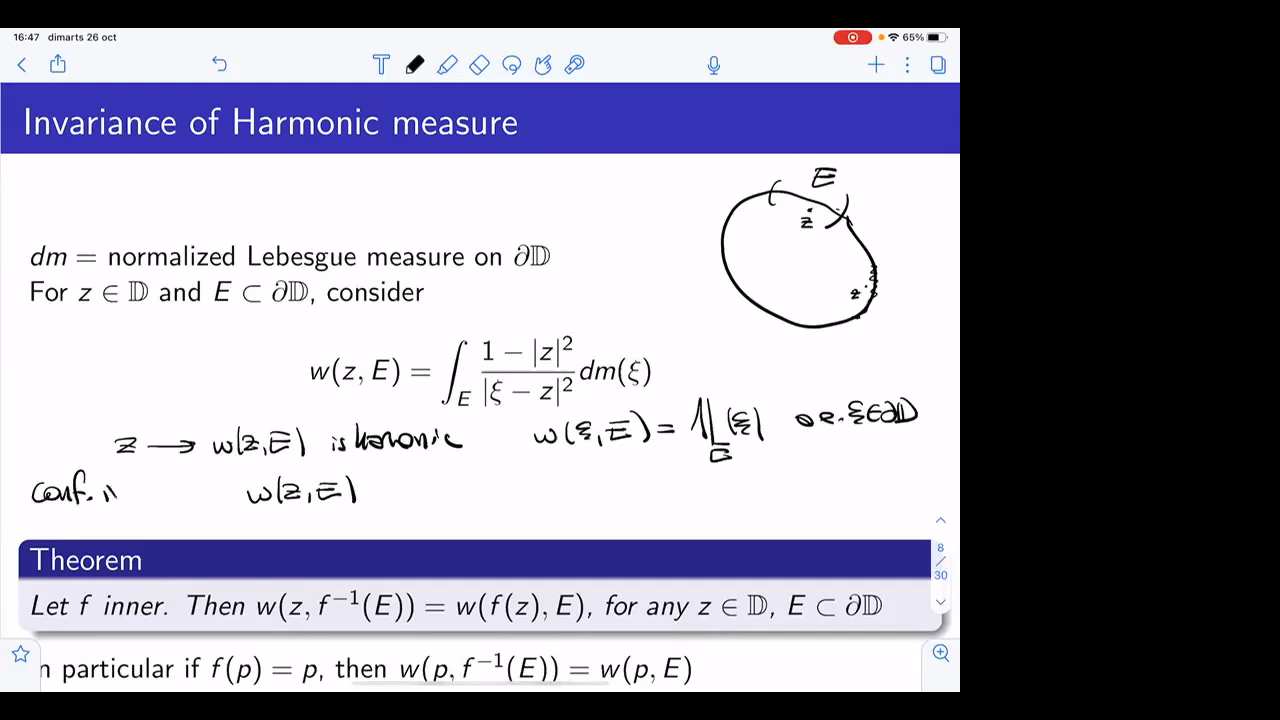 16:47 dimarts 26 oct 65%
Invariance of Harmonic measure
E
z
z
dm = normalized Lebesgue measure on ∂𝔻
For z ∈ 𝔻 and E ⊂ ∂𝔻, consider
w(z, E) = ∫_E (1 − |z|²)/(|ξ − z|²) dm(ξ)
z → w(z, E) is harmonic w(ξ, E) = 𝟙_E(ξ) a.e. ξ ∈ ∂𝔻
conf. w(z, E)
Theorem
Let f inner. Then w(z, f⁻¹(E)) = w(f(z), E), for any z ∈ 𝔻, E ⊂ ∂𝔻
n particular if f(p) = p, then w(p, f⁻¹(E)) = w(p, E)
8
/
30